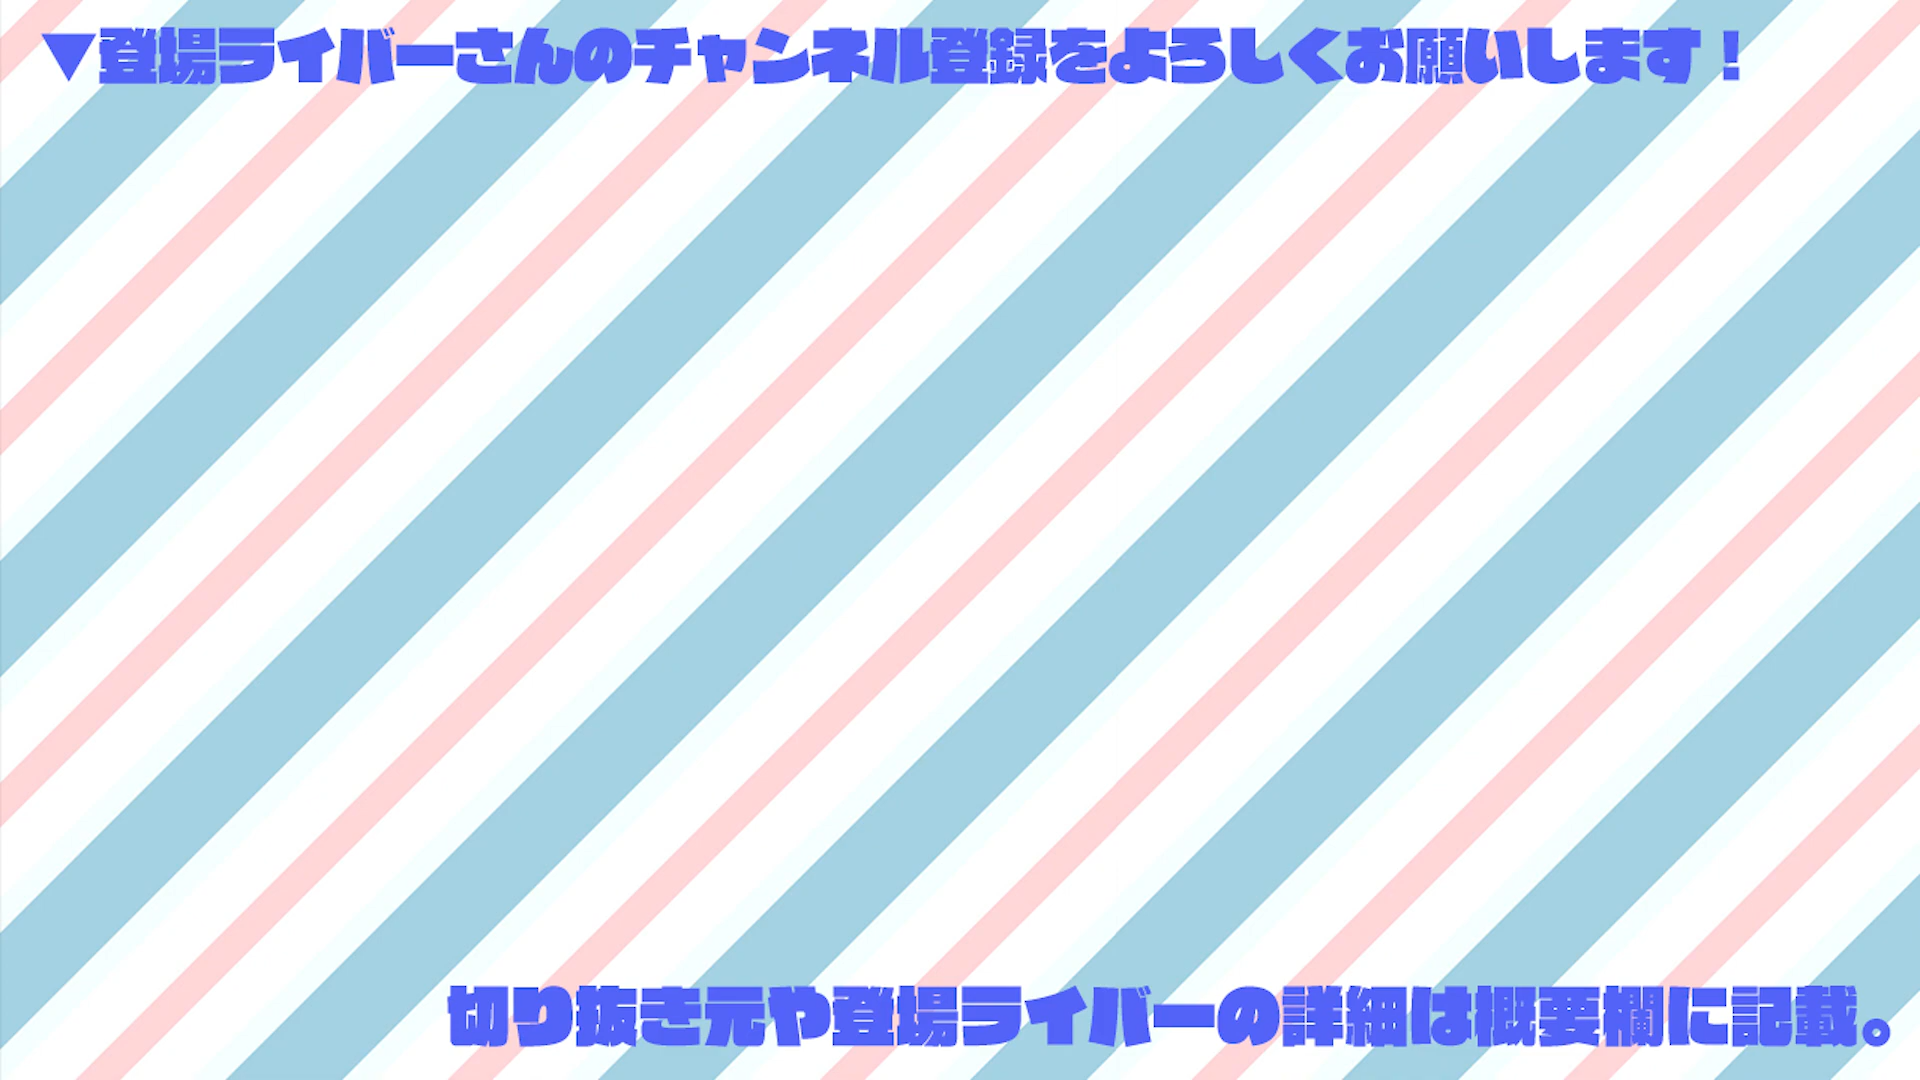 ▼登場ライバーさんのチャンネル登録をよろしくお願いします！
切り抜き元や登場ライバーの詳細は概要欄に記載。